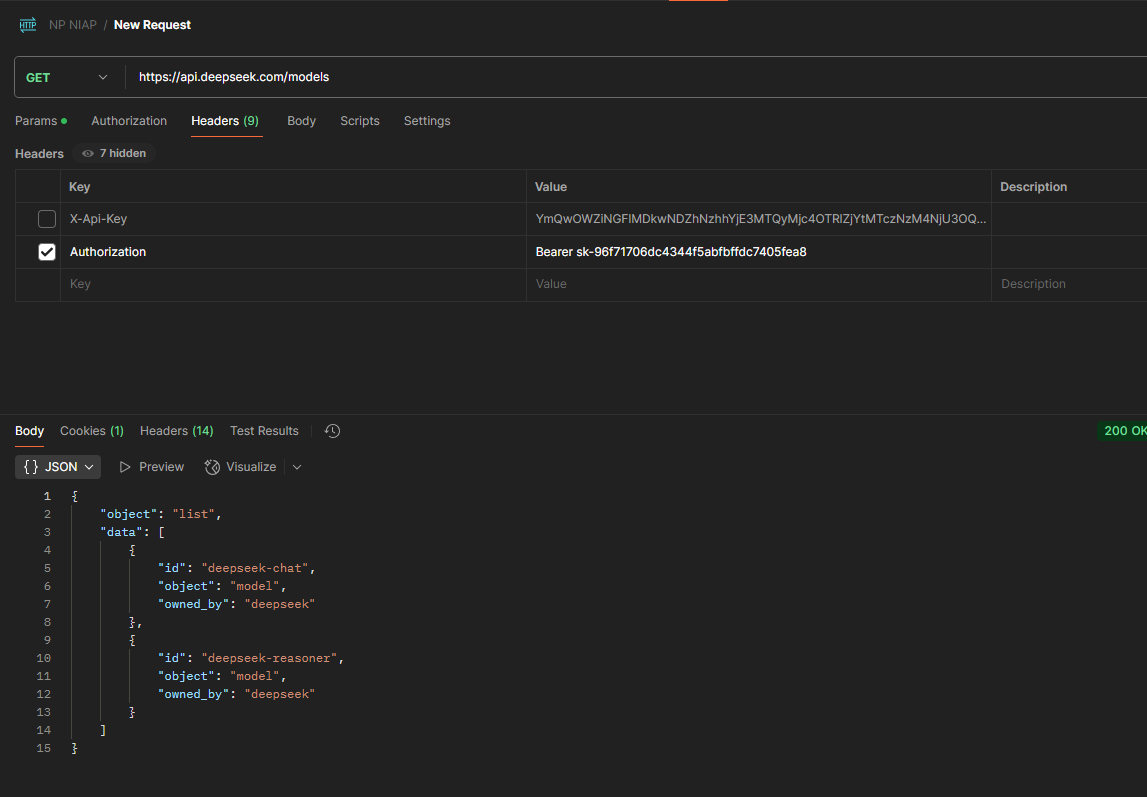 HTTP NP NIAP / New Request
GET https://api.deepseek.com/models
Params Authorization Headers (9) Body Scripts Settings
Headers 7 hidden
Key Value Description
X-Api-Key YmQwOWZiNGFlMDkwNDZhNzhhYjE3MTQyMjc4OTRlZjYtMTczNzM4NjU3OQ...
Authorization Bearer sk-96f71706dc4344f5abfbffdc7405fea8
Key Value Description
Body Cookies (1) Headers (14) Test Results 200 OK
{} JSON Preview Visualize
1 {
2 "object": "list",
3 "data": [
4 {
5 "id": "deepseek-chat",
6 "object": "model",
7 "owned_by": "deepseek"
8 },
9 {
10 "id": "deepseek-reasoner",
11 "object": "model",
12 "owned_by": "deepseek"
13 }
14 ]
15 }